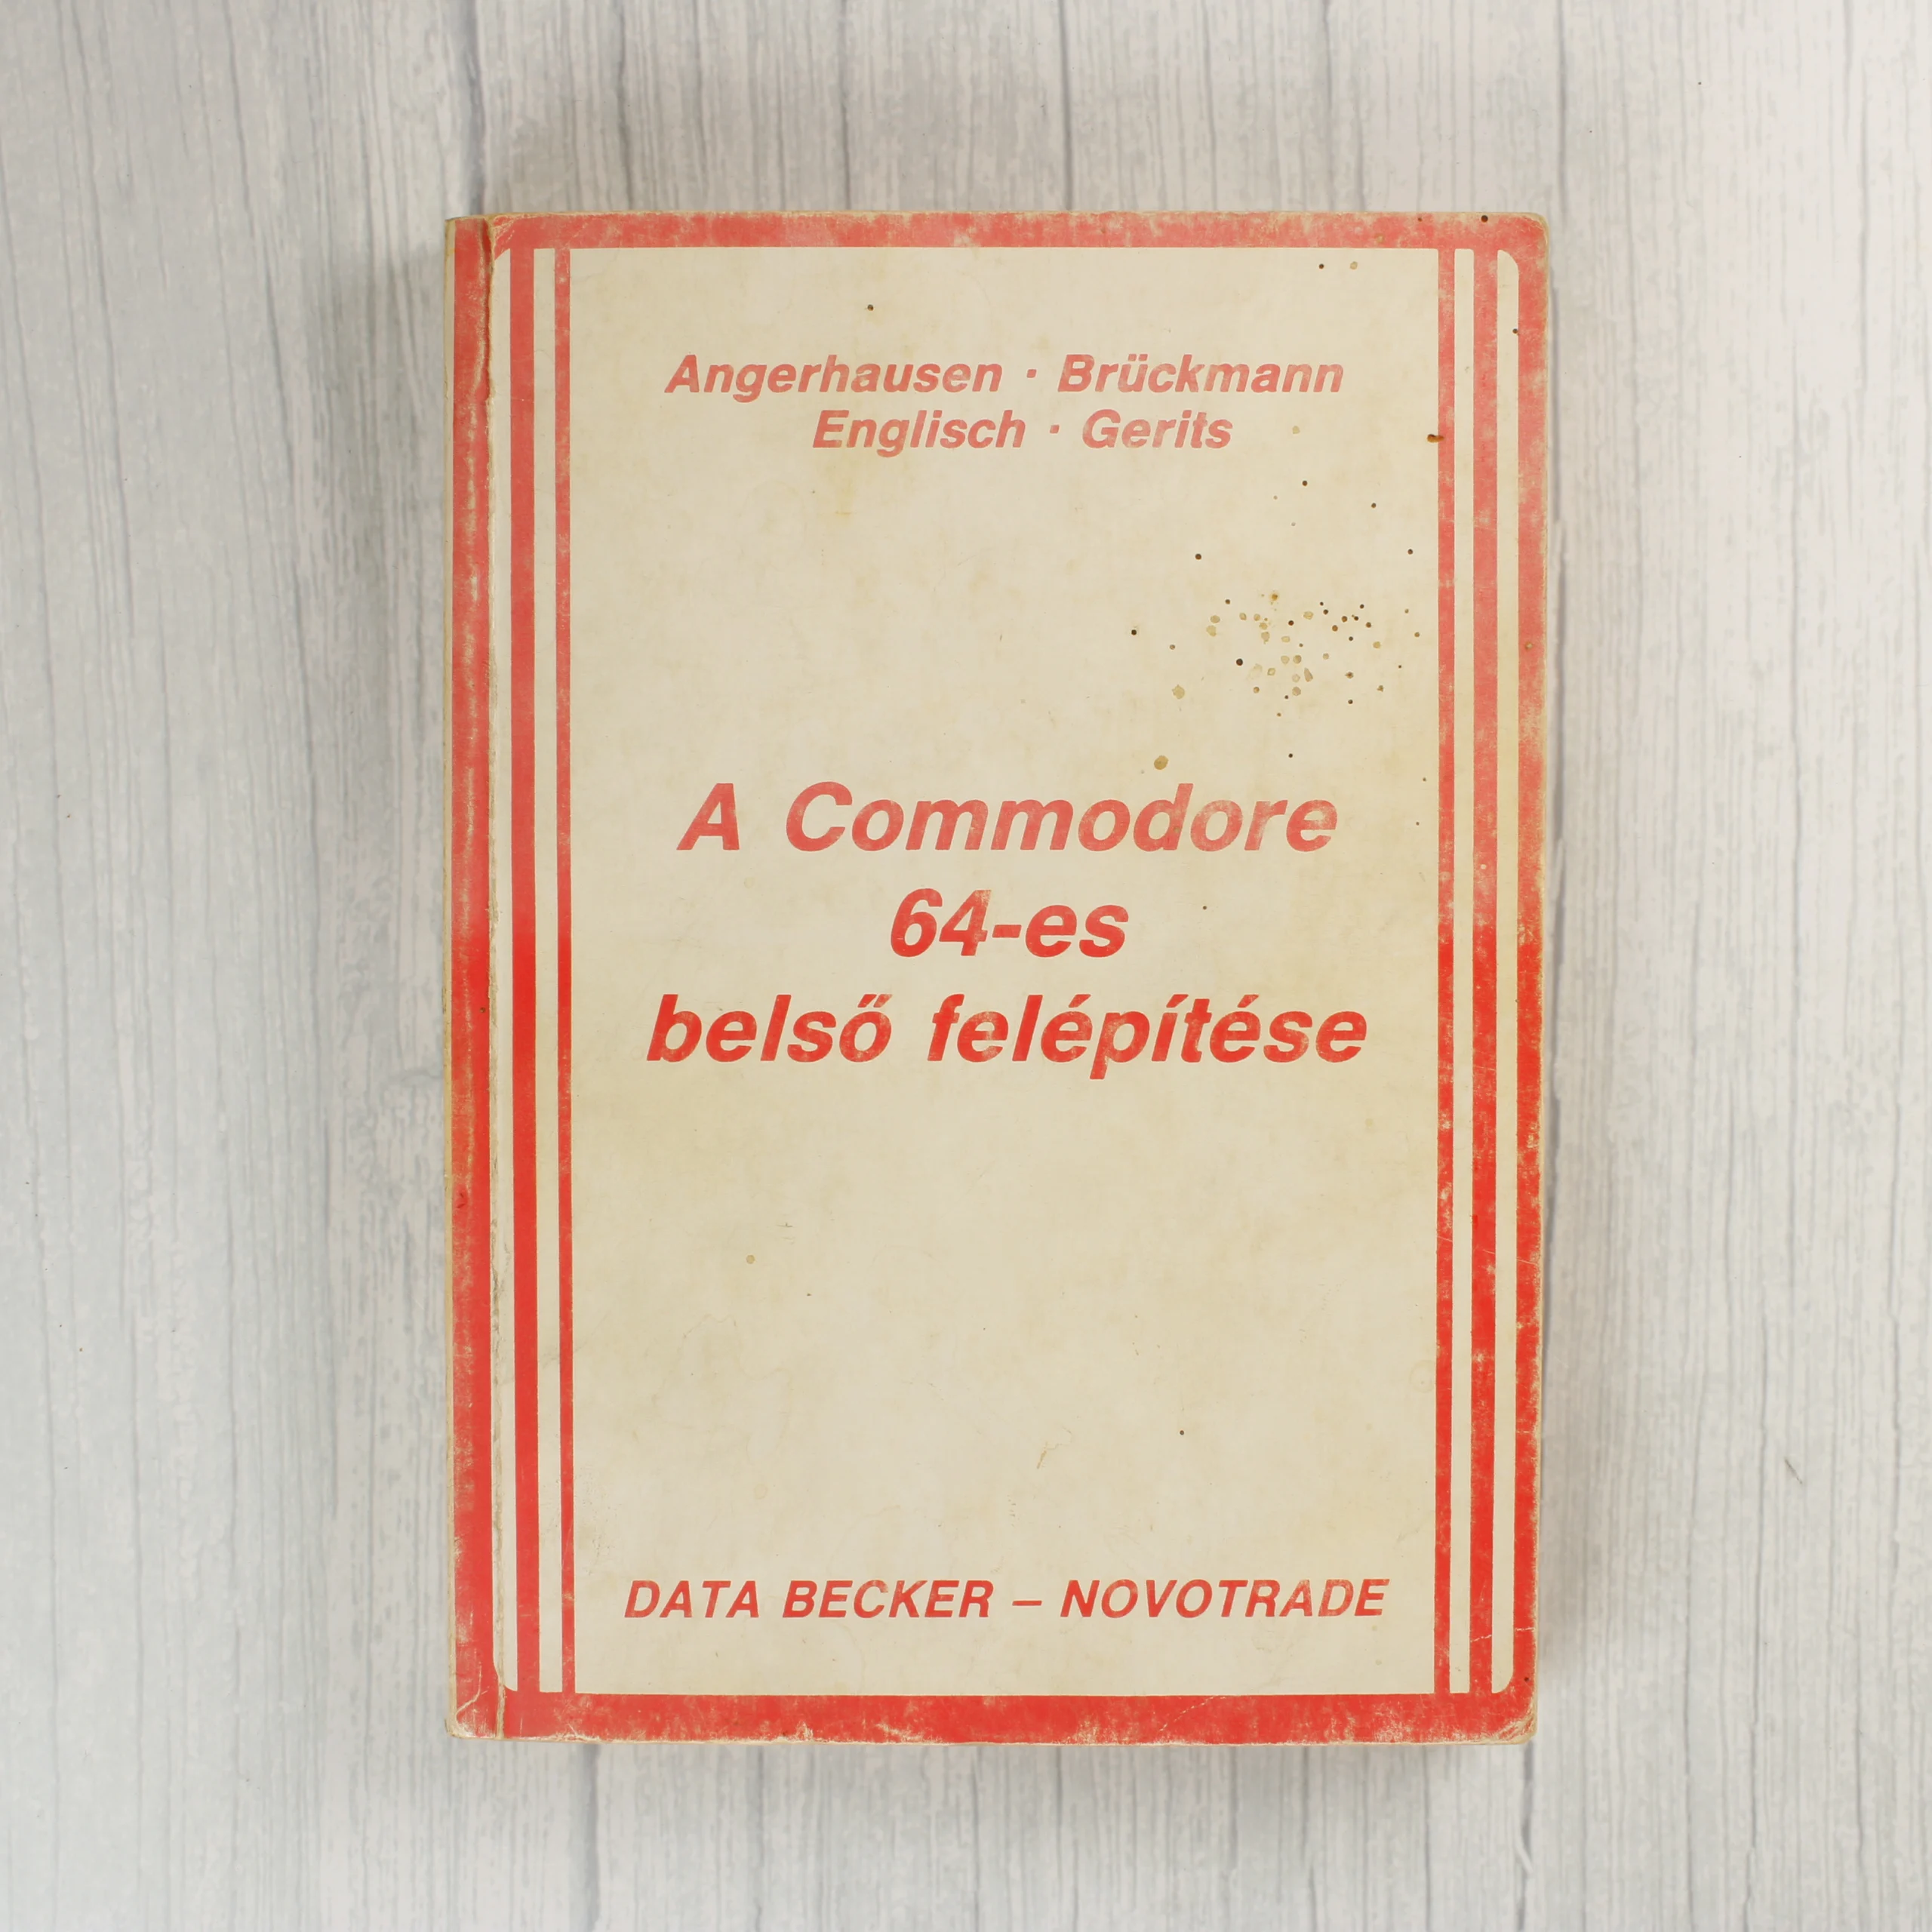 Angerhausen · Brückmann
Englisch · Gerits
A Commodore
64-es
belső felépítése
DATA BECKER – NOVOTRADE